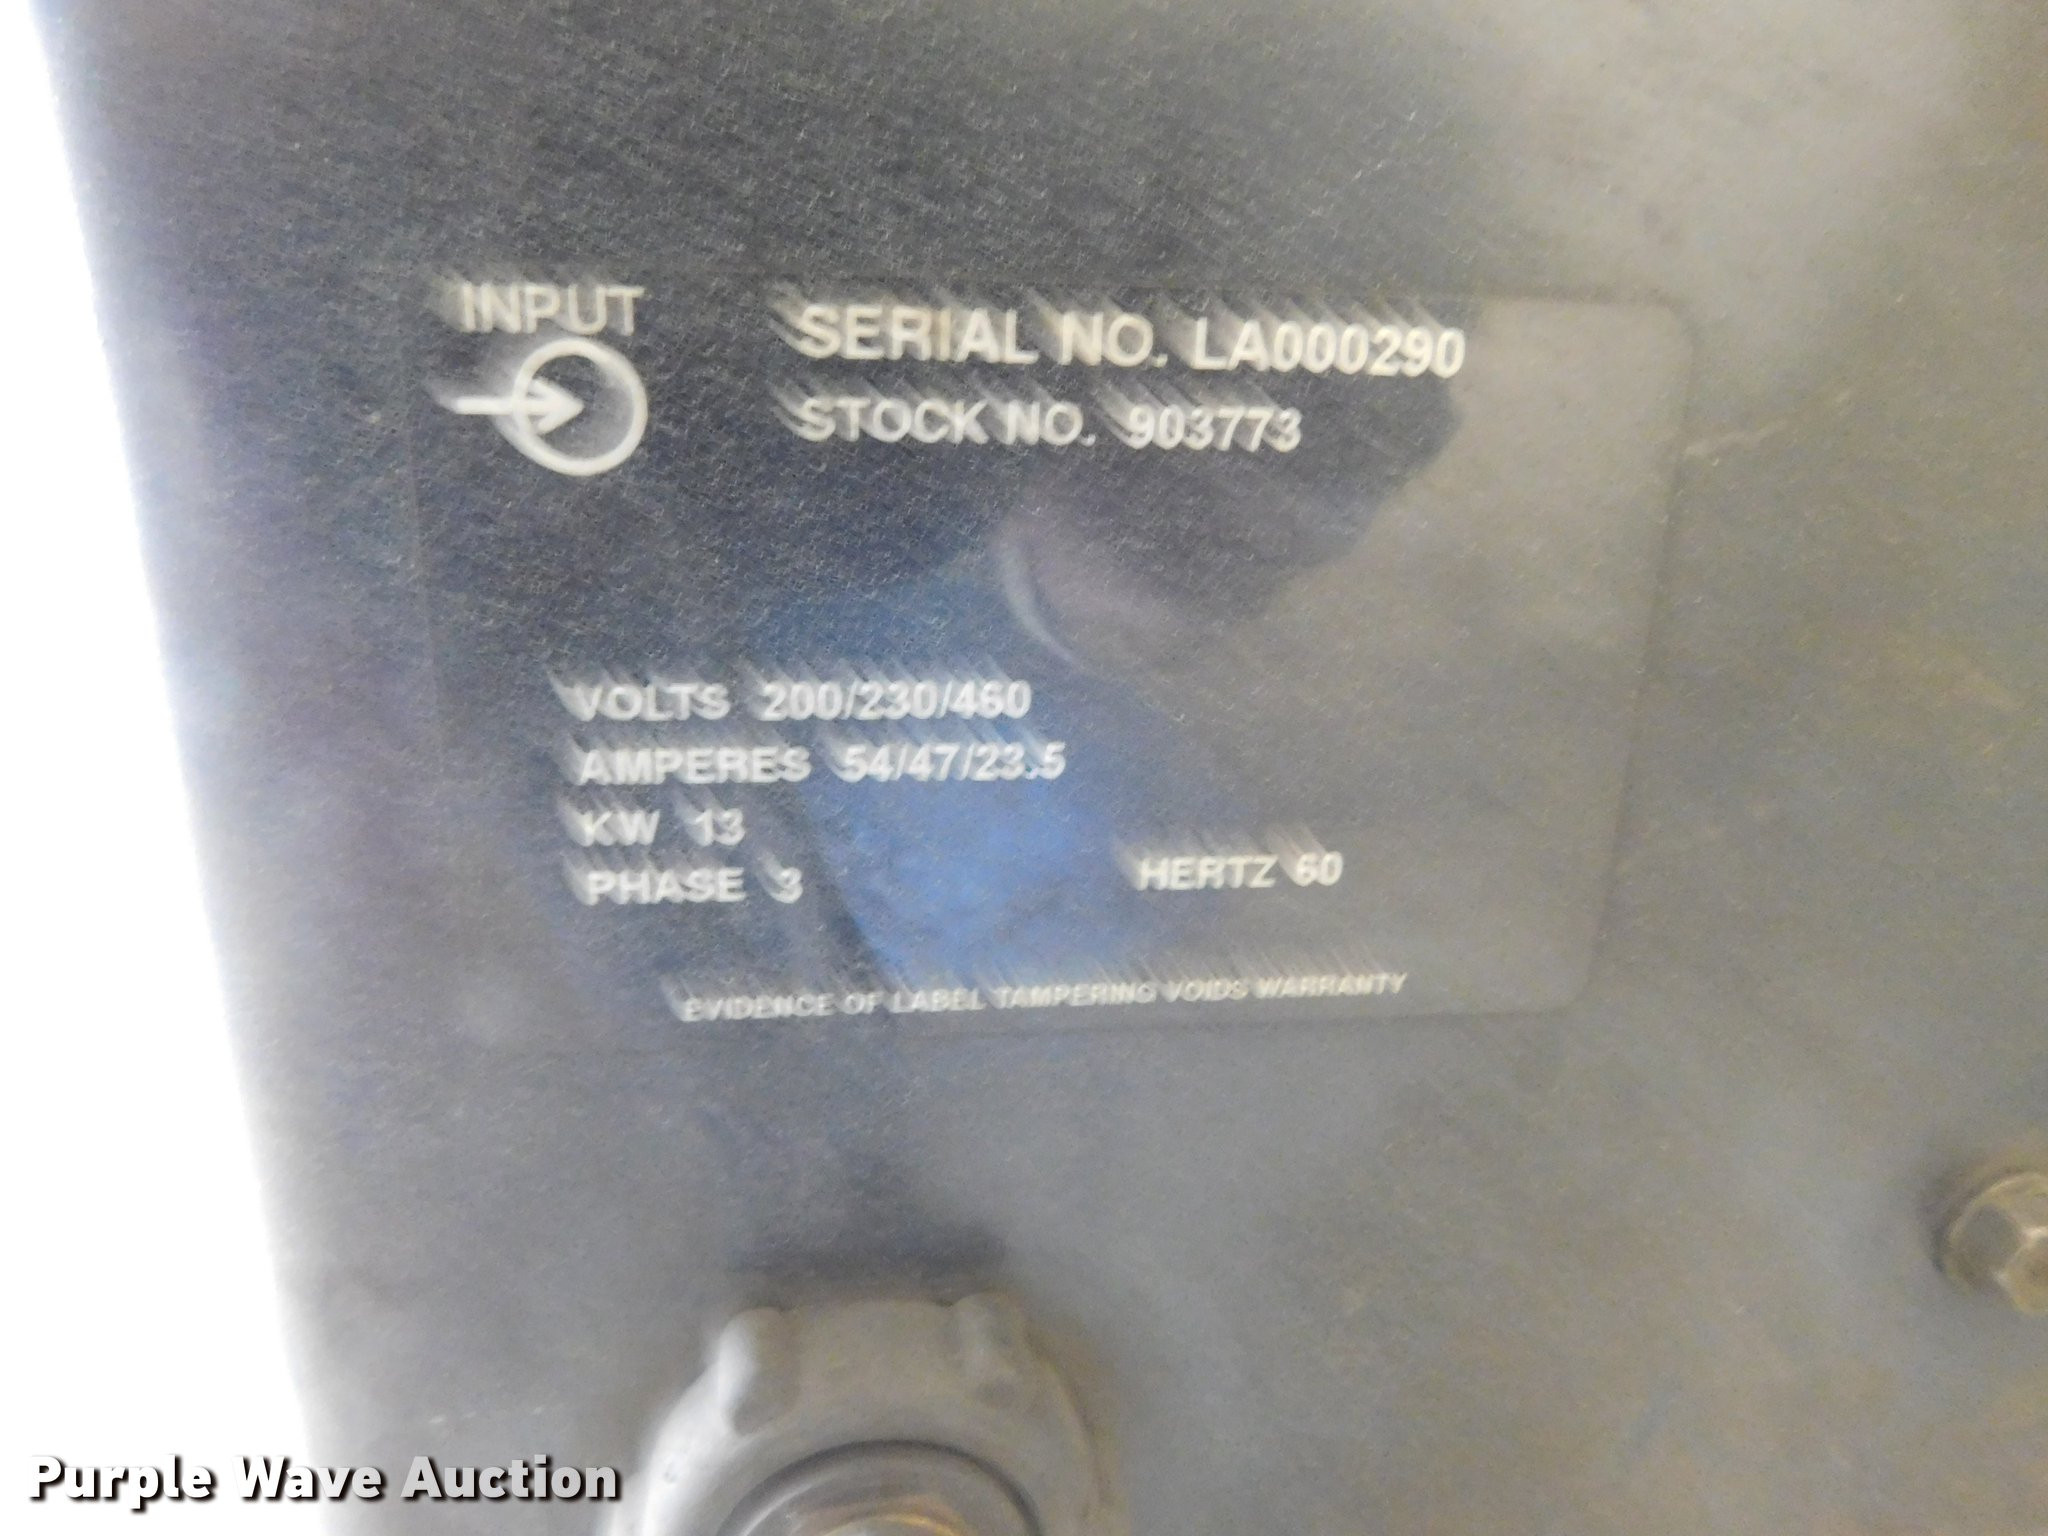 INPUT
SERIAL NO. LA000290
STOCK NO. 903773
VOLTS 200/230/460
AMPERES 54/47/23.5
KW 13
PHASE 3
HERTZ 60
EVIDENCE OF LABEL TAMPERING VOIDS WARRANTY
Purple Wave Auction